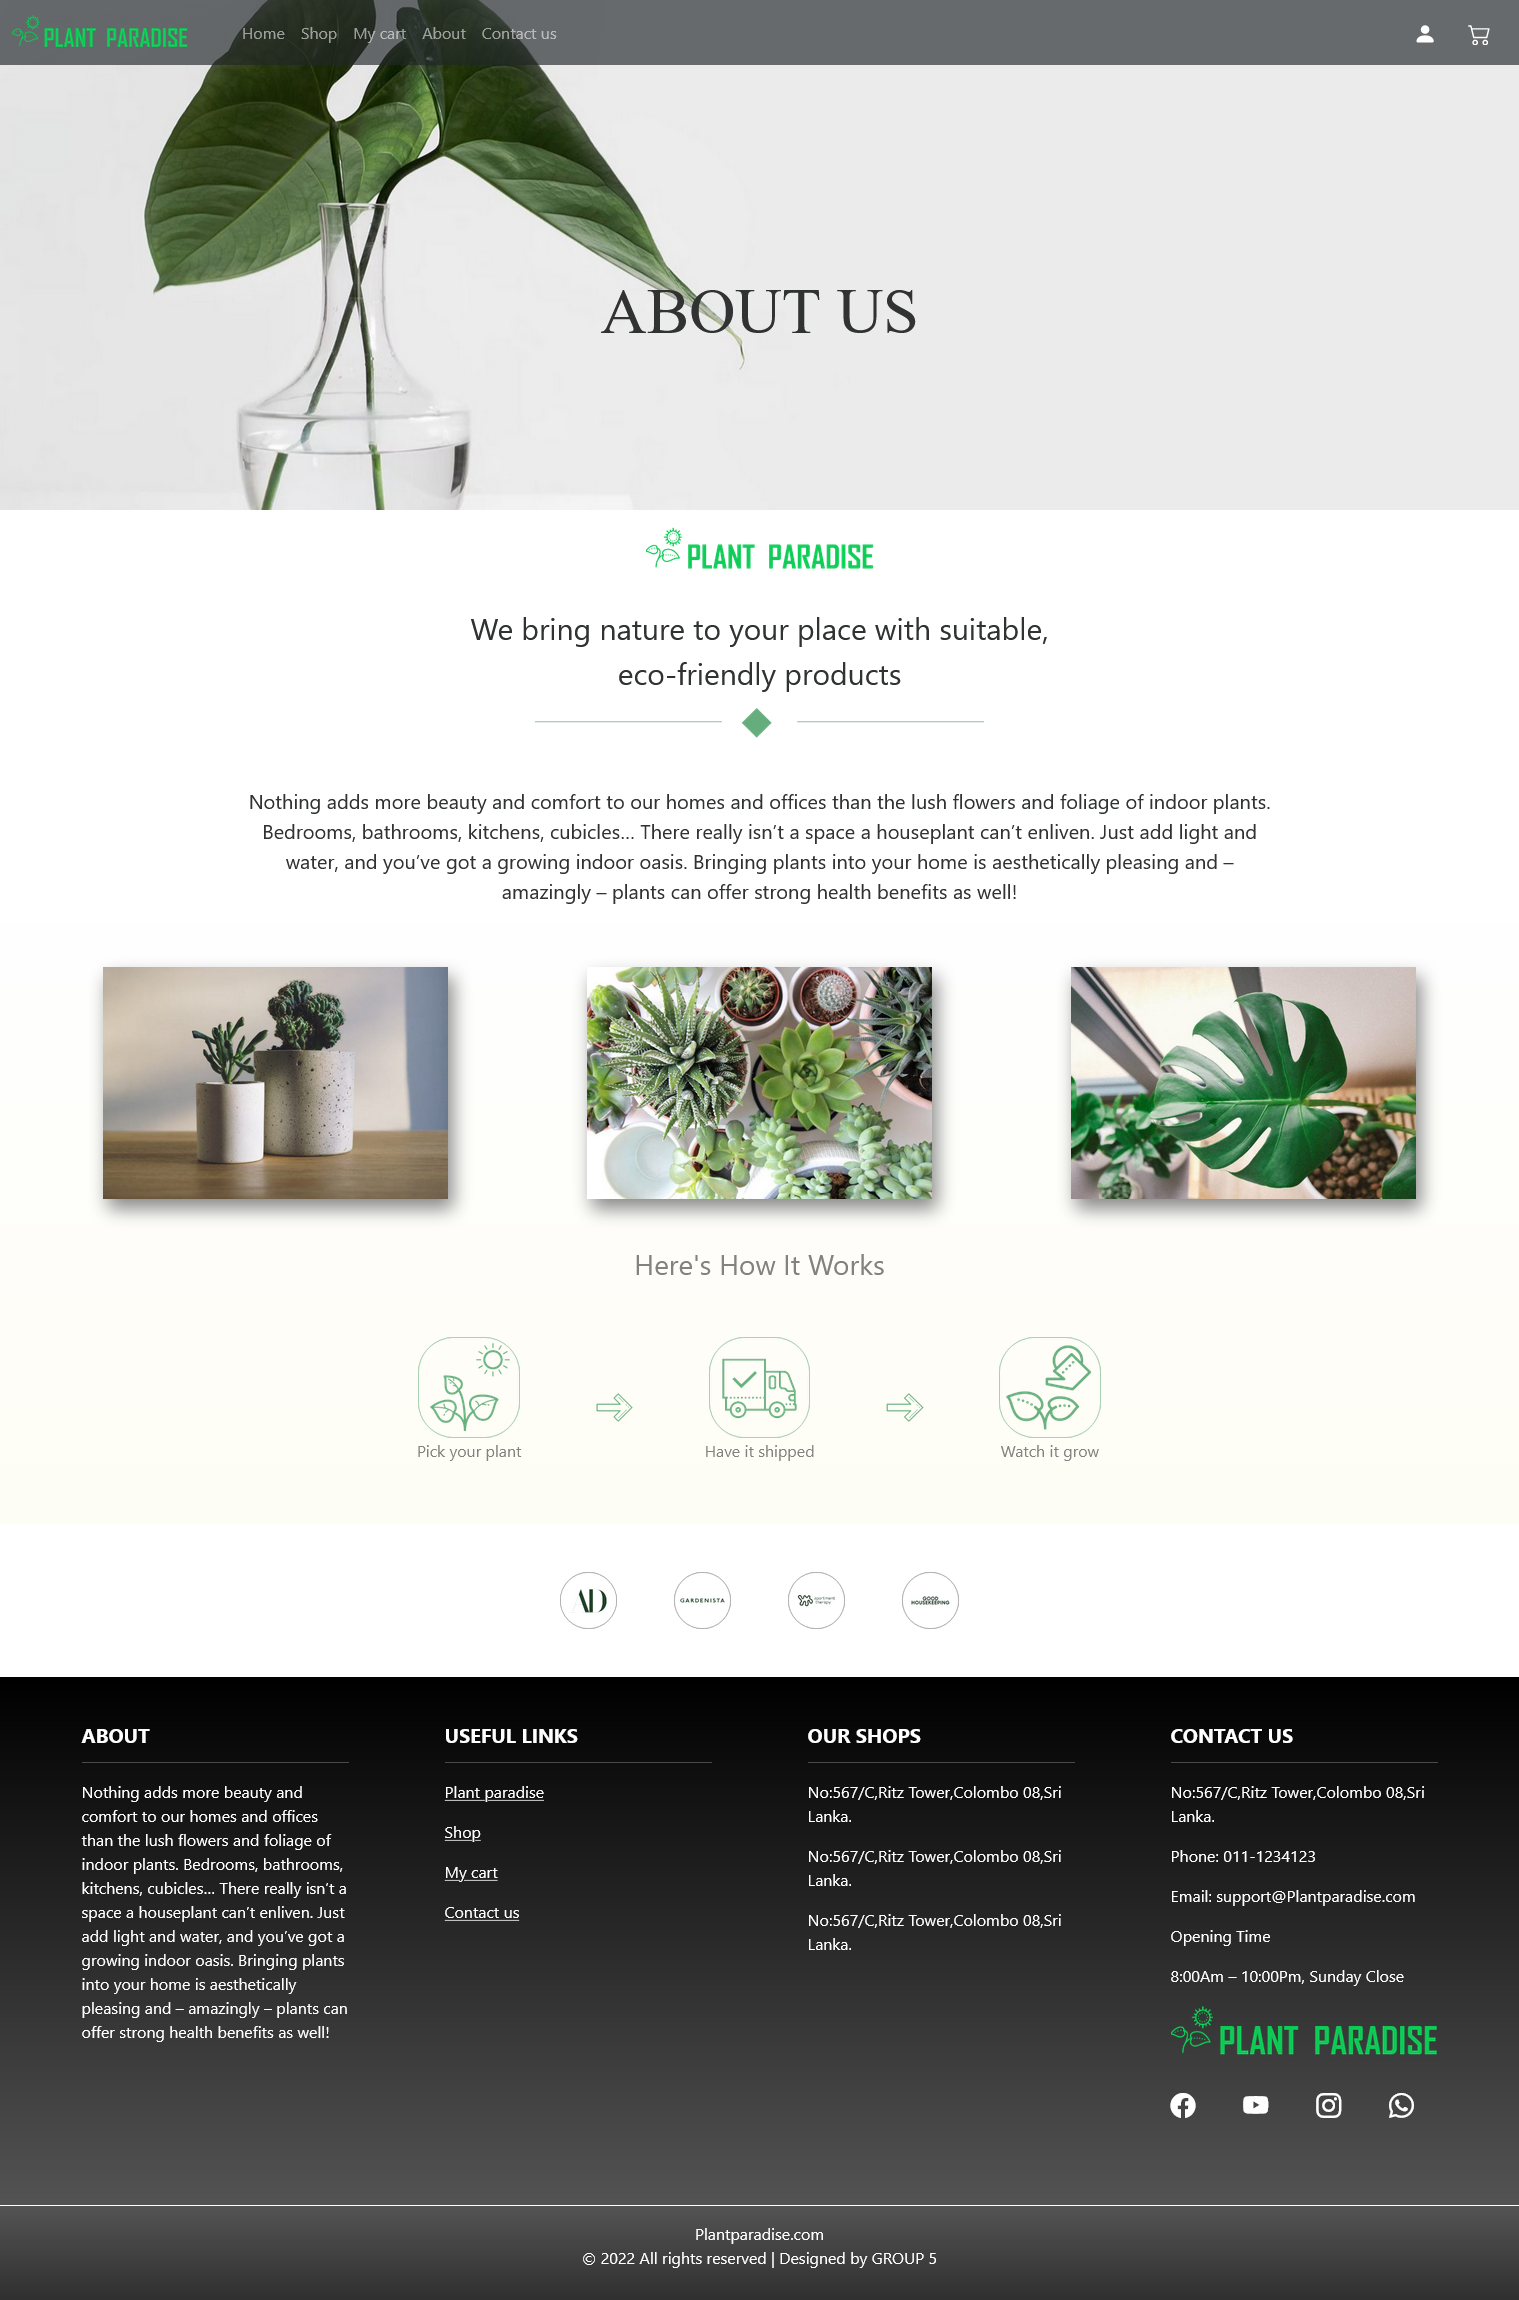 PLANT PARADISE
Home Shop My cart About Contact us
ABOUT US
PLANT PARADISE
We bring nature to your place with suitable,
eco-friendly products
Nothing adds more beauty and comfort to our homes and offices than the lush flowers and foliage of indoor plants.
Bedrooms, bathrooms, kitchens, cubicles… There really isn’t a space a houseplant can’t enliven. Just add light and
water, and you’ve got a growing indoor oasis. Bringing plants into your home is aesthetically pleasing and –
amazingly – plants can offer strong health benefits as well!
Here's How It Works
Pick your plant
Have it shipped
Watch it grow
AD
GARDENISTA
apartment
therapy
GOOD
HOUSEKEEPING
ABOUT
Nothing adds more beauty and
comfort to our homes and offices
than the lush flowers and foliage of
indoor plants. Bedrooms, bathrooms,
kitchens, cubicles… There really isn’t a
space a houseplant can’t enliven. Just
add light and water, and you’ve got a
growing indoor oasis. Bringing plants
into your home is aesthetically
pleasing and – amazingly – plants can
offer strong health benefits as well!
USEFUL LINKS
Plant paradise
Shop
My cart
Contact us
OUR SHOPS
No:567/C,Ritz Tower,Colombo 08,Sri
Lanka.
No:567/C,Ritz Tower,Colombo 08,Sri
Lanka.
No:567/C,Ritz Tower,Colombo 08,Sri
Lanka.
CONTACT US
No:567/C,Ritz Tower,Colombo 08,Sri
Lanka.
Phone: 011-1234123
Email: support@Plantparadise.com
Opening Time
8:00Am – 10:00Pm, Sunday Close
PLANT PARADISE
Plantparadise.com
© 2022 All rights reserved | Designed by GROUP 5